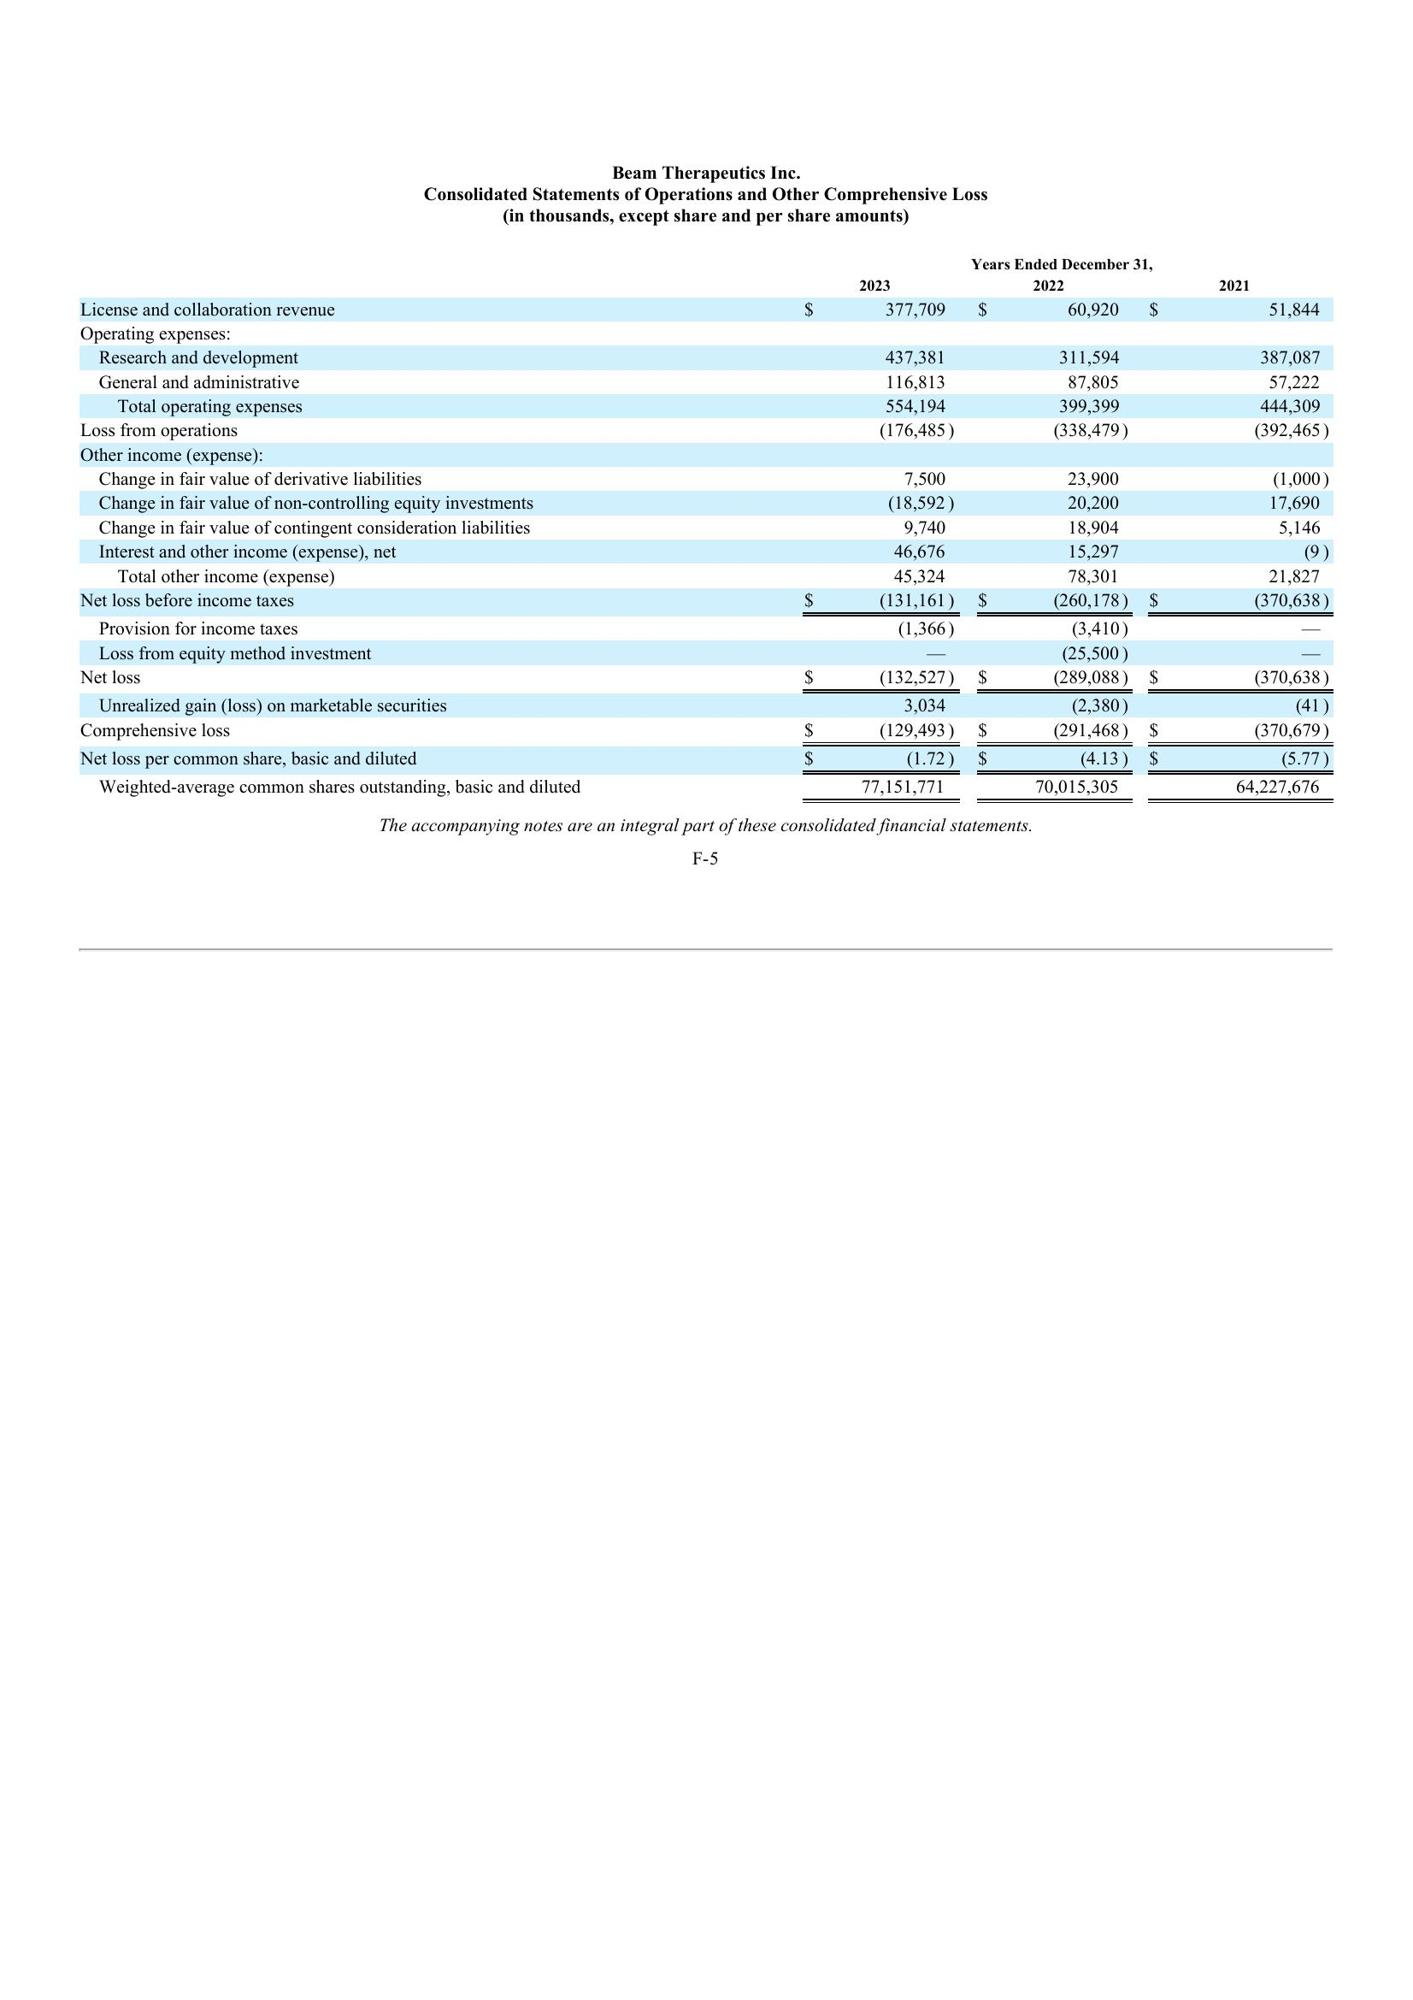 Beam Therapeutics Inc.
Consolidated Statements of Operations and Other Comprehensive Loss
(in thousands, except share and per share amounts)
Years Ended December 31,
2023 2022 2021
License and collaboration revenue $ 377,709 $ 60,920 $ 51,844
Operating expenses:
Research and development 437,381 311,594 387,087
General and administrative 116,813 87,805 57,222
Total operating expenses 554,194 399,399 444,309
Loss from operations (176,485) (338,479) (392,465)
Other income (expense):
Change in fair value of derivative liabilities 7,500 23,900 (1,000)
Change in fair value of non-controlling equity investments (18,592) 20,200 17,690
Change in fair value of contingent consideration liabilities 9,740 18,904 5,146
Interest and other income (expense), net 46,676 15,297 (9)
Total other income (expense) 45,324 78,301 21,827
Net loss before income taxes $ (131,161) $ (260,178) $ (370,638)
Provision for income taxes (1,366) (3,410) —
Loss from equity method investment — (25,500) —
Net loss $ (132,527) $ (289,088) $ (370,638)
Unrealized gain (loss) on marketable securities 3,034 (2,380) (41)
Comprehensive loss $ (129,493) $ (291,468) $ (370,679)
Net loss per common share, basic and diluted $ (1.72) $ (4.13) $ (5.77)
Weighted-average common shares outstanding, basic and diluted 77,151,771 70,015,305 64,227,676
The accompanying notes are an integral part of these consolidated financial statements.
F-5